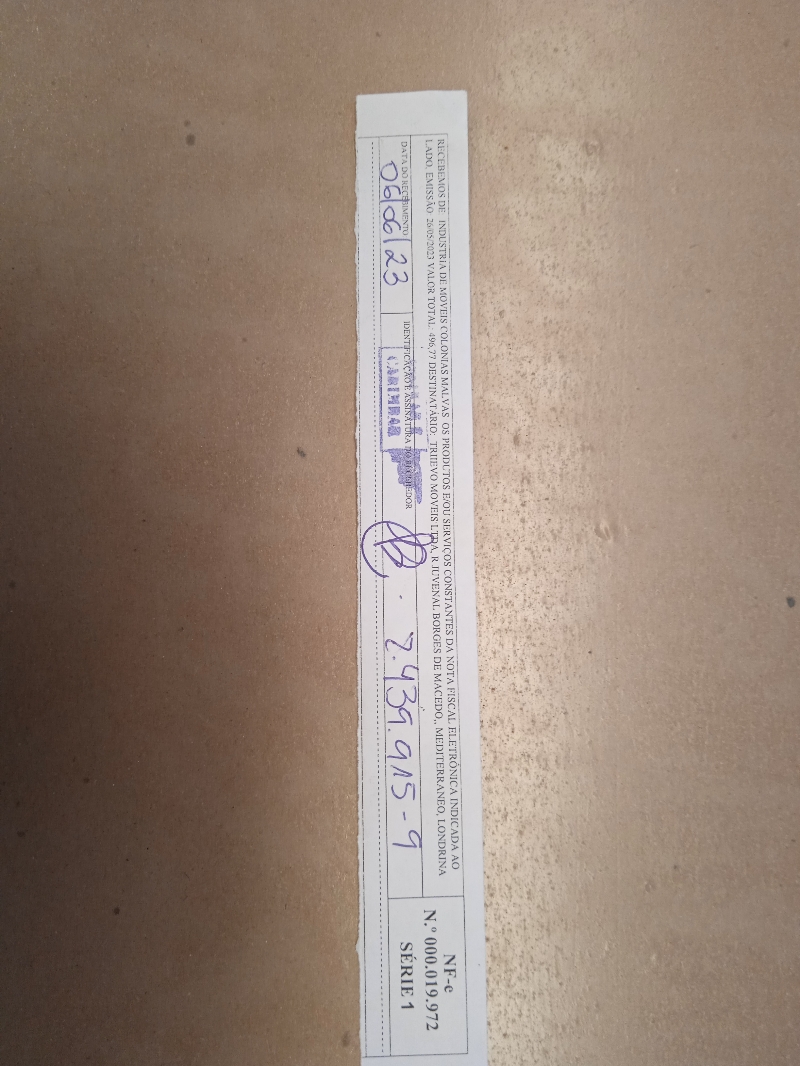 RECEBEMOS DE INDUSTRIA DE MOVEIS COLONIAS MALVAS OS PRODUTOS E/OU SERVIÇOS CONSTANTES DA NOTA FISCAL ELETRÔNICA INDICADA AO
LADO. EMISSÃO: 26/05/2023 VALOR TOTAL: 496,77 DESTINATÁRIO: TRIIEVO MOVEIS LTDA, R JUVENAL BORGES DE MACEDO,, MEDITERRANEO, LONDRINA
DATA DO RECEBIMENTO
06/06/23
IDENTIFICAÇÃO E ASSINATURA DO RECEBEDOR
CARIMBAR
2.439.915-9
NF-e
N.º 000.019.972
SÉRIE 1